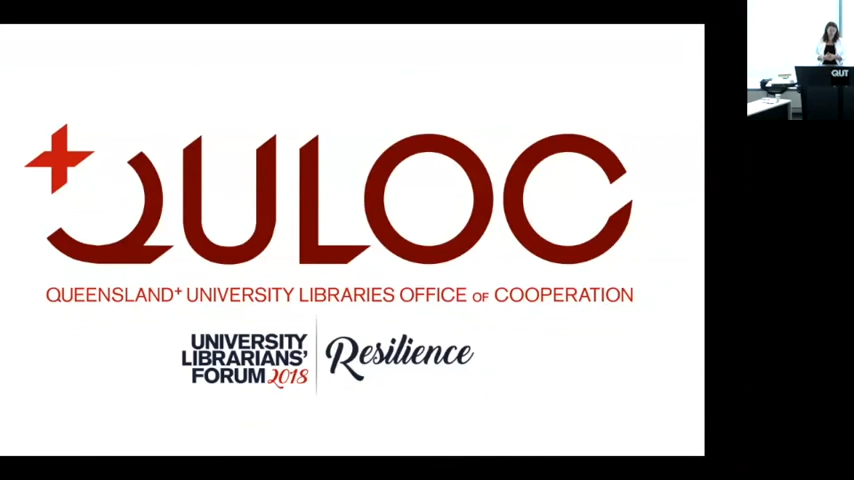 QULOC
QUEENSLAND+ UNIVERSITY LIBRARIES OFFICE OF COOPERATION
UNIVERSITY
LIBRARIANS'
FORUM 2018
Resilience
QUT